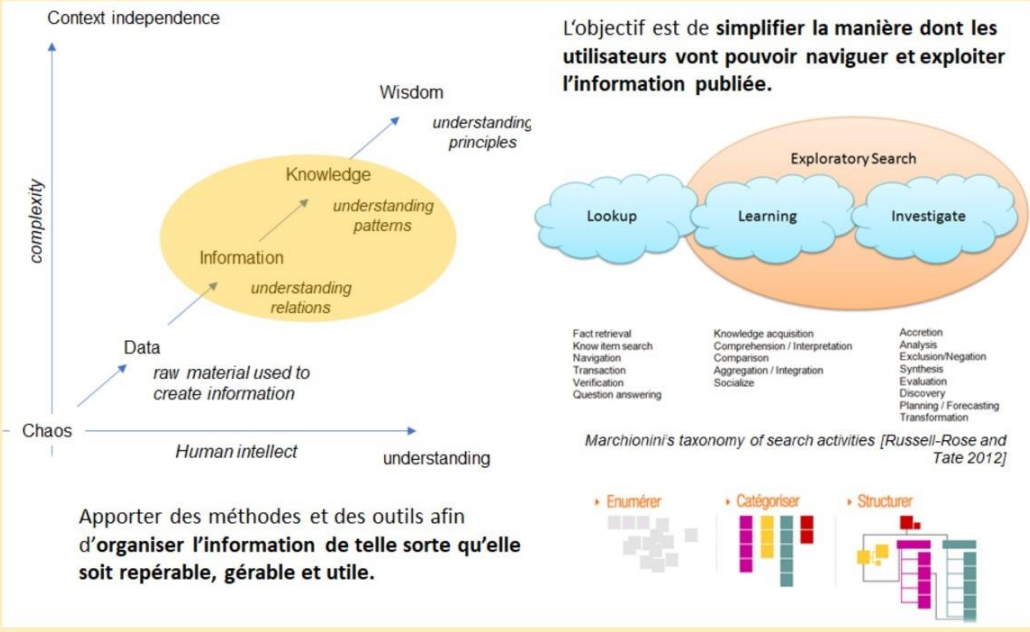 Context independence
complexity
Wisdom
understanding
principles
Knowledge
understanding
patterns
Information
understanding
relations
Data
raw material used to
create information
Chaos
Human intellect
understanding
Apporter des méthodes et des outils afin
d'organiser l'information de telle sorte qu'elle
soit repérable, gérable et utile.
L'objectif est de simplifier la manière dont les
utilisateurs vont pouvoir naviguer et exploiter
l'information publiée.
Exploratory Search
Lookup
Learning
Investigate
Fact retrieval
Know item search
Navigation
Transaction
Verification
Question answering
Knowledge acquisition
Comprehension / Interpretation
Comparison
Aggregation / Integration
Socialize
Accretion
Analysis
Exclusion/Negation
Synthesis
Evaluation
Discovery
Planning / Forecasting
Transformation
Marchionini's taxonomy of search activities [Russell-Rose and
Tate 2012]
Enumérer
Catégoriser
Structurer